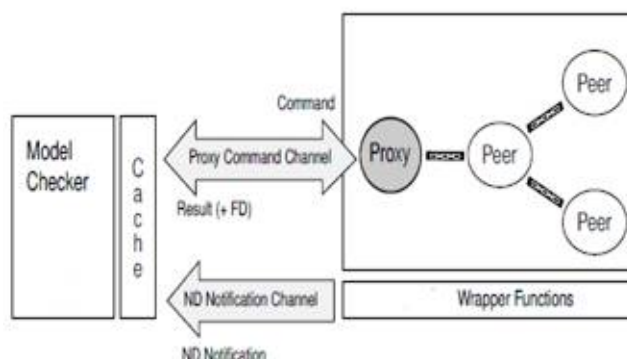 Model
Checker
Cache
Command
Proxy Command Channel
Result (+ FD)
ND Notification Channel
ND Notification
Proxy
Peer
Peer
Peer
Wrapper Functions